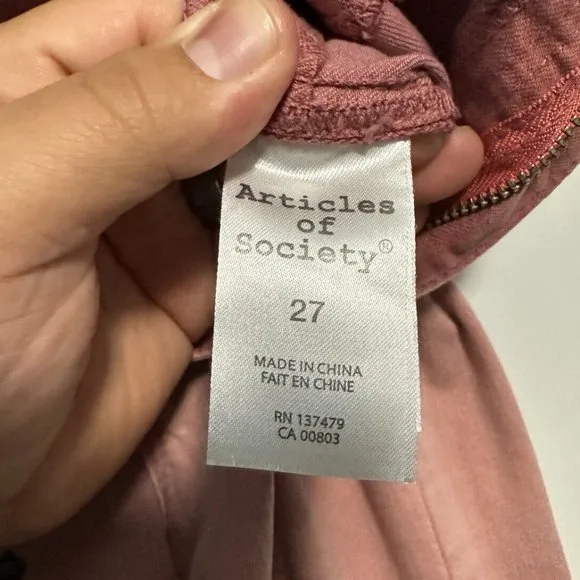 Articles
of
Society®
27
MADE IN CHINA
FAIT EN CHINE
RN 137479
CA 00803